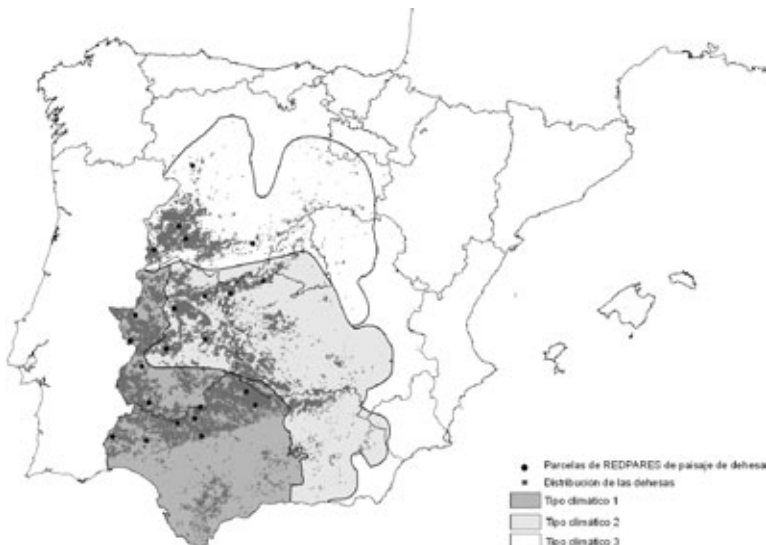 Parcelas de REDPARES de paisaje de dehesa
Distribución de las dehesas
Tipo climático 1
Tipo climático 2
Tipo climático 3